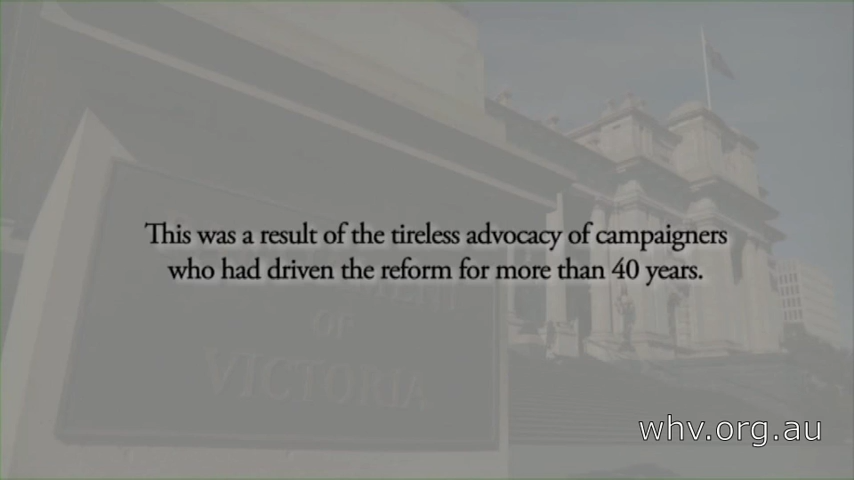 This was a result of the tireless advocacy of campaigners
who had driven the reform for more than 40 years.
OF
VICTORIA
whv.org.au